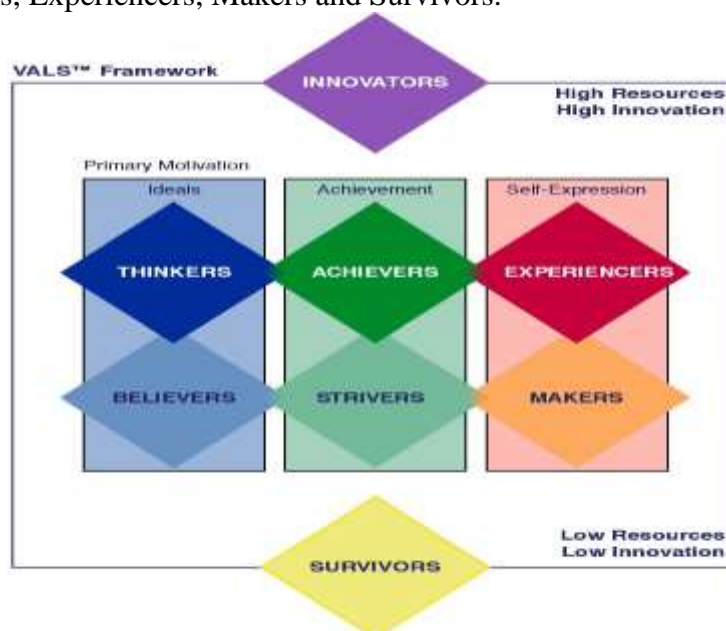 s, Experiencers, Makers and Survivors.
VALS™ Framework
INNOVATORS
High Resources
High Innovation
Primary Motivation
Ideals
Achievement
Self-Expression
THINKERS
ACHIEVERS
EXPERIENCERS
BELIEVERS
STRIVERS
MAKERS
Low Resources
Low Innovation
SURVIVORS